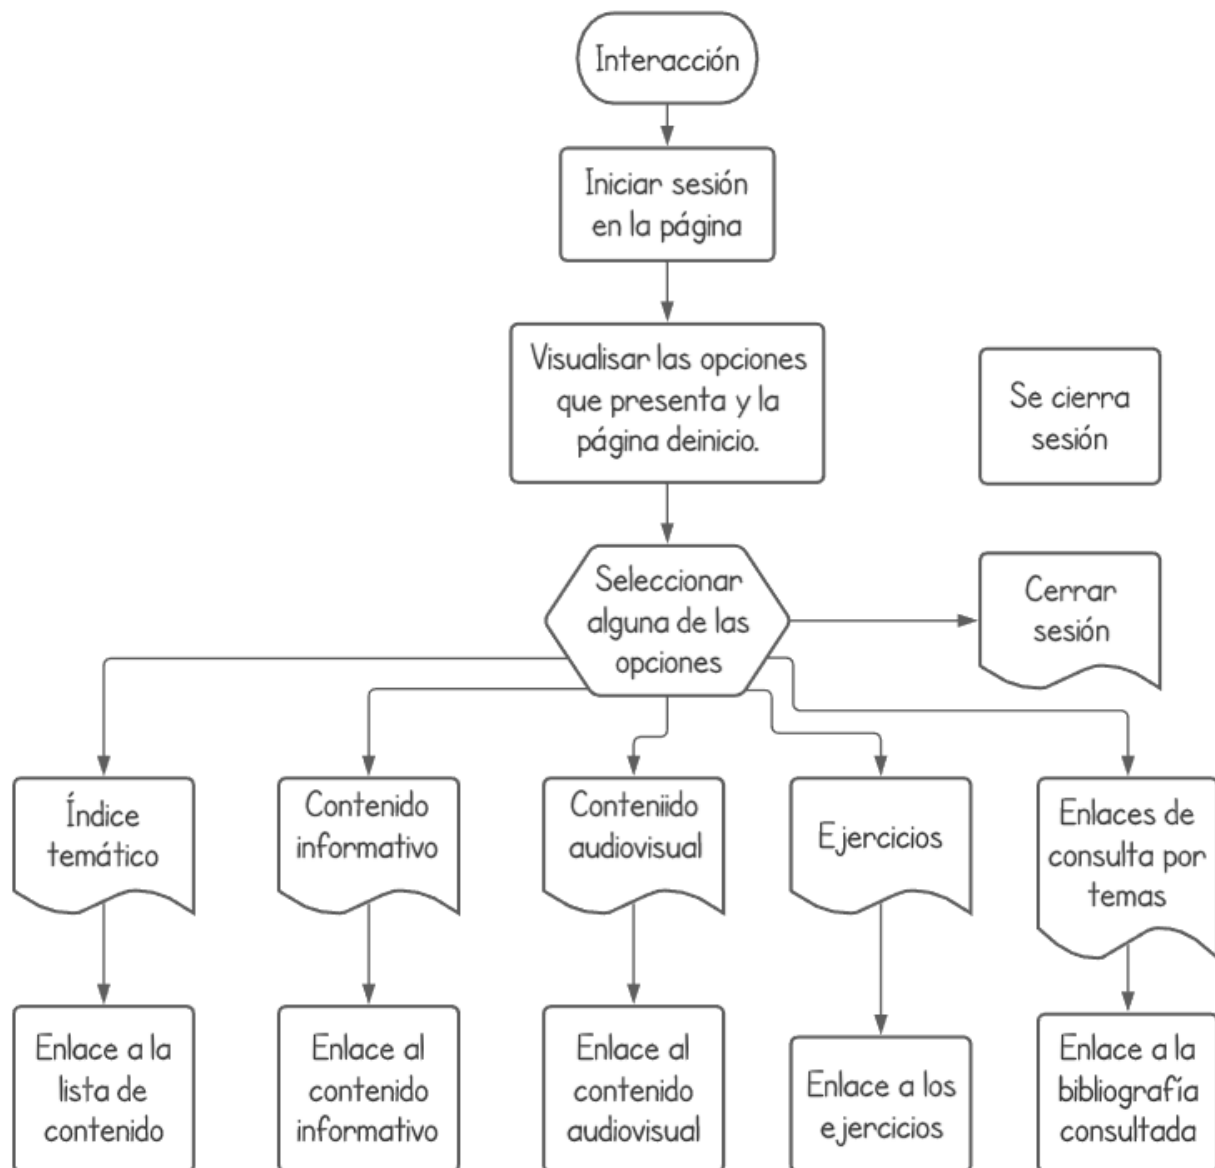 Interacción
Iniciar sesión
en la página
Visualisar las opciones
que presenta y la
página deinicio.
Se cierra
sesión
Seleccionar
alguna de las
opciones
Cerrar
sesión
Índice
temático
Contenido
informativo
Conteniido
audiovisual
Ejercicios
Enlaces de
consulta por
temas
Enlace a la
lista de
contenido
Enlace al
contenido
informativo
Enlace al
contenido
audiovisual
Enlace a los
ejercicios
Enlace a la
bibliografía
consultada